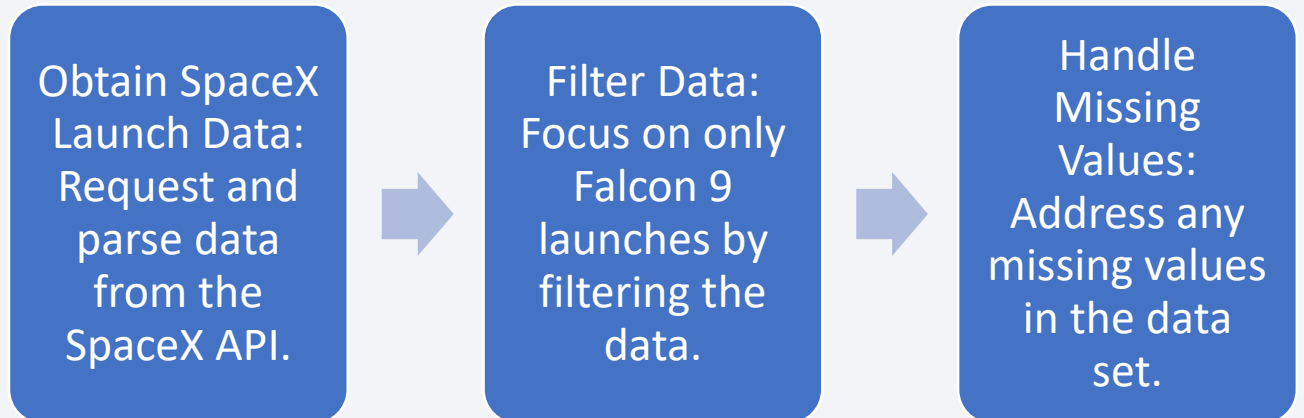 Obtain SpaceX
Launch Data:
Request and
parse data
from the
SpaceX API.
Filter Data:
Focus on only
Falcon 9
launches by
filtering the
data.
Handle
Missing
Values:
Address any
missing values
in the data
set.